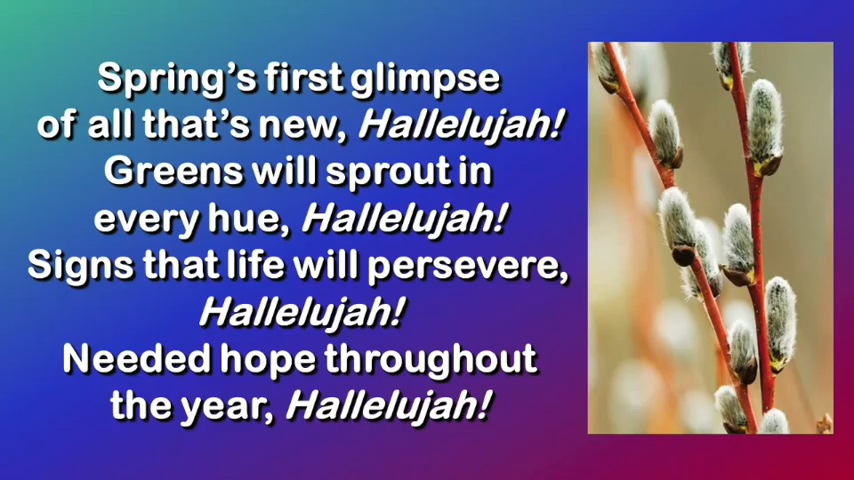 Spring’s first glimpse
of all that’s new, Hallelujah!
Greens will sprout in
every hue, Hallelujah!
Signs that life will persevere,
Hallelujah!
Needed hope throughout
the year, Hallelujah!